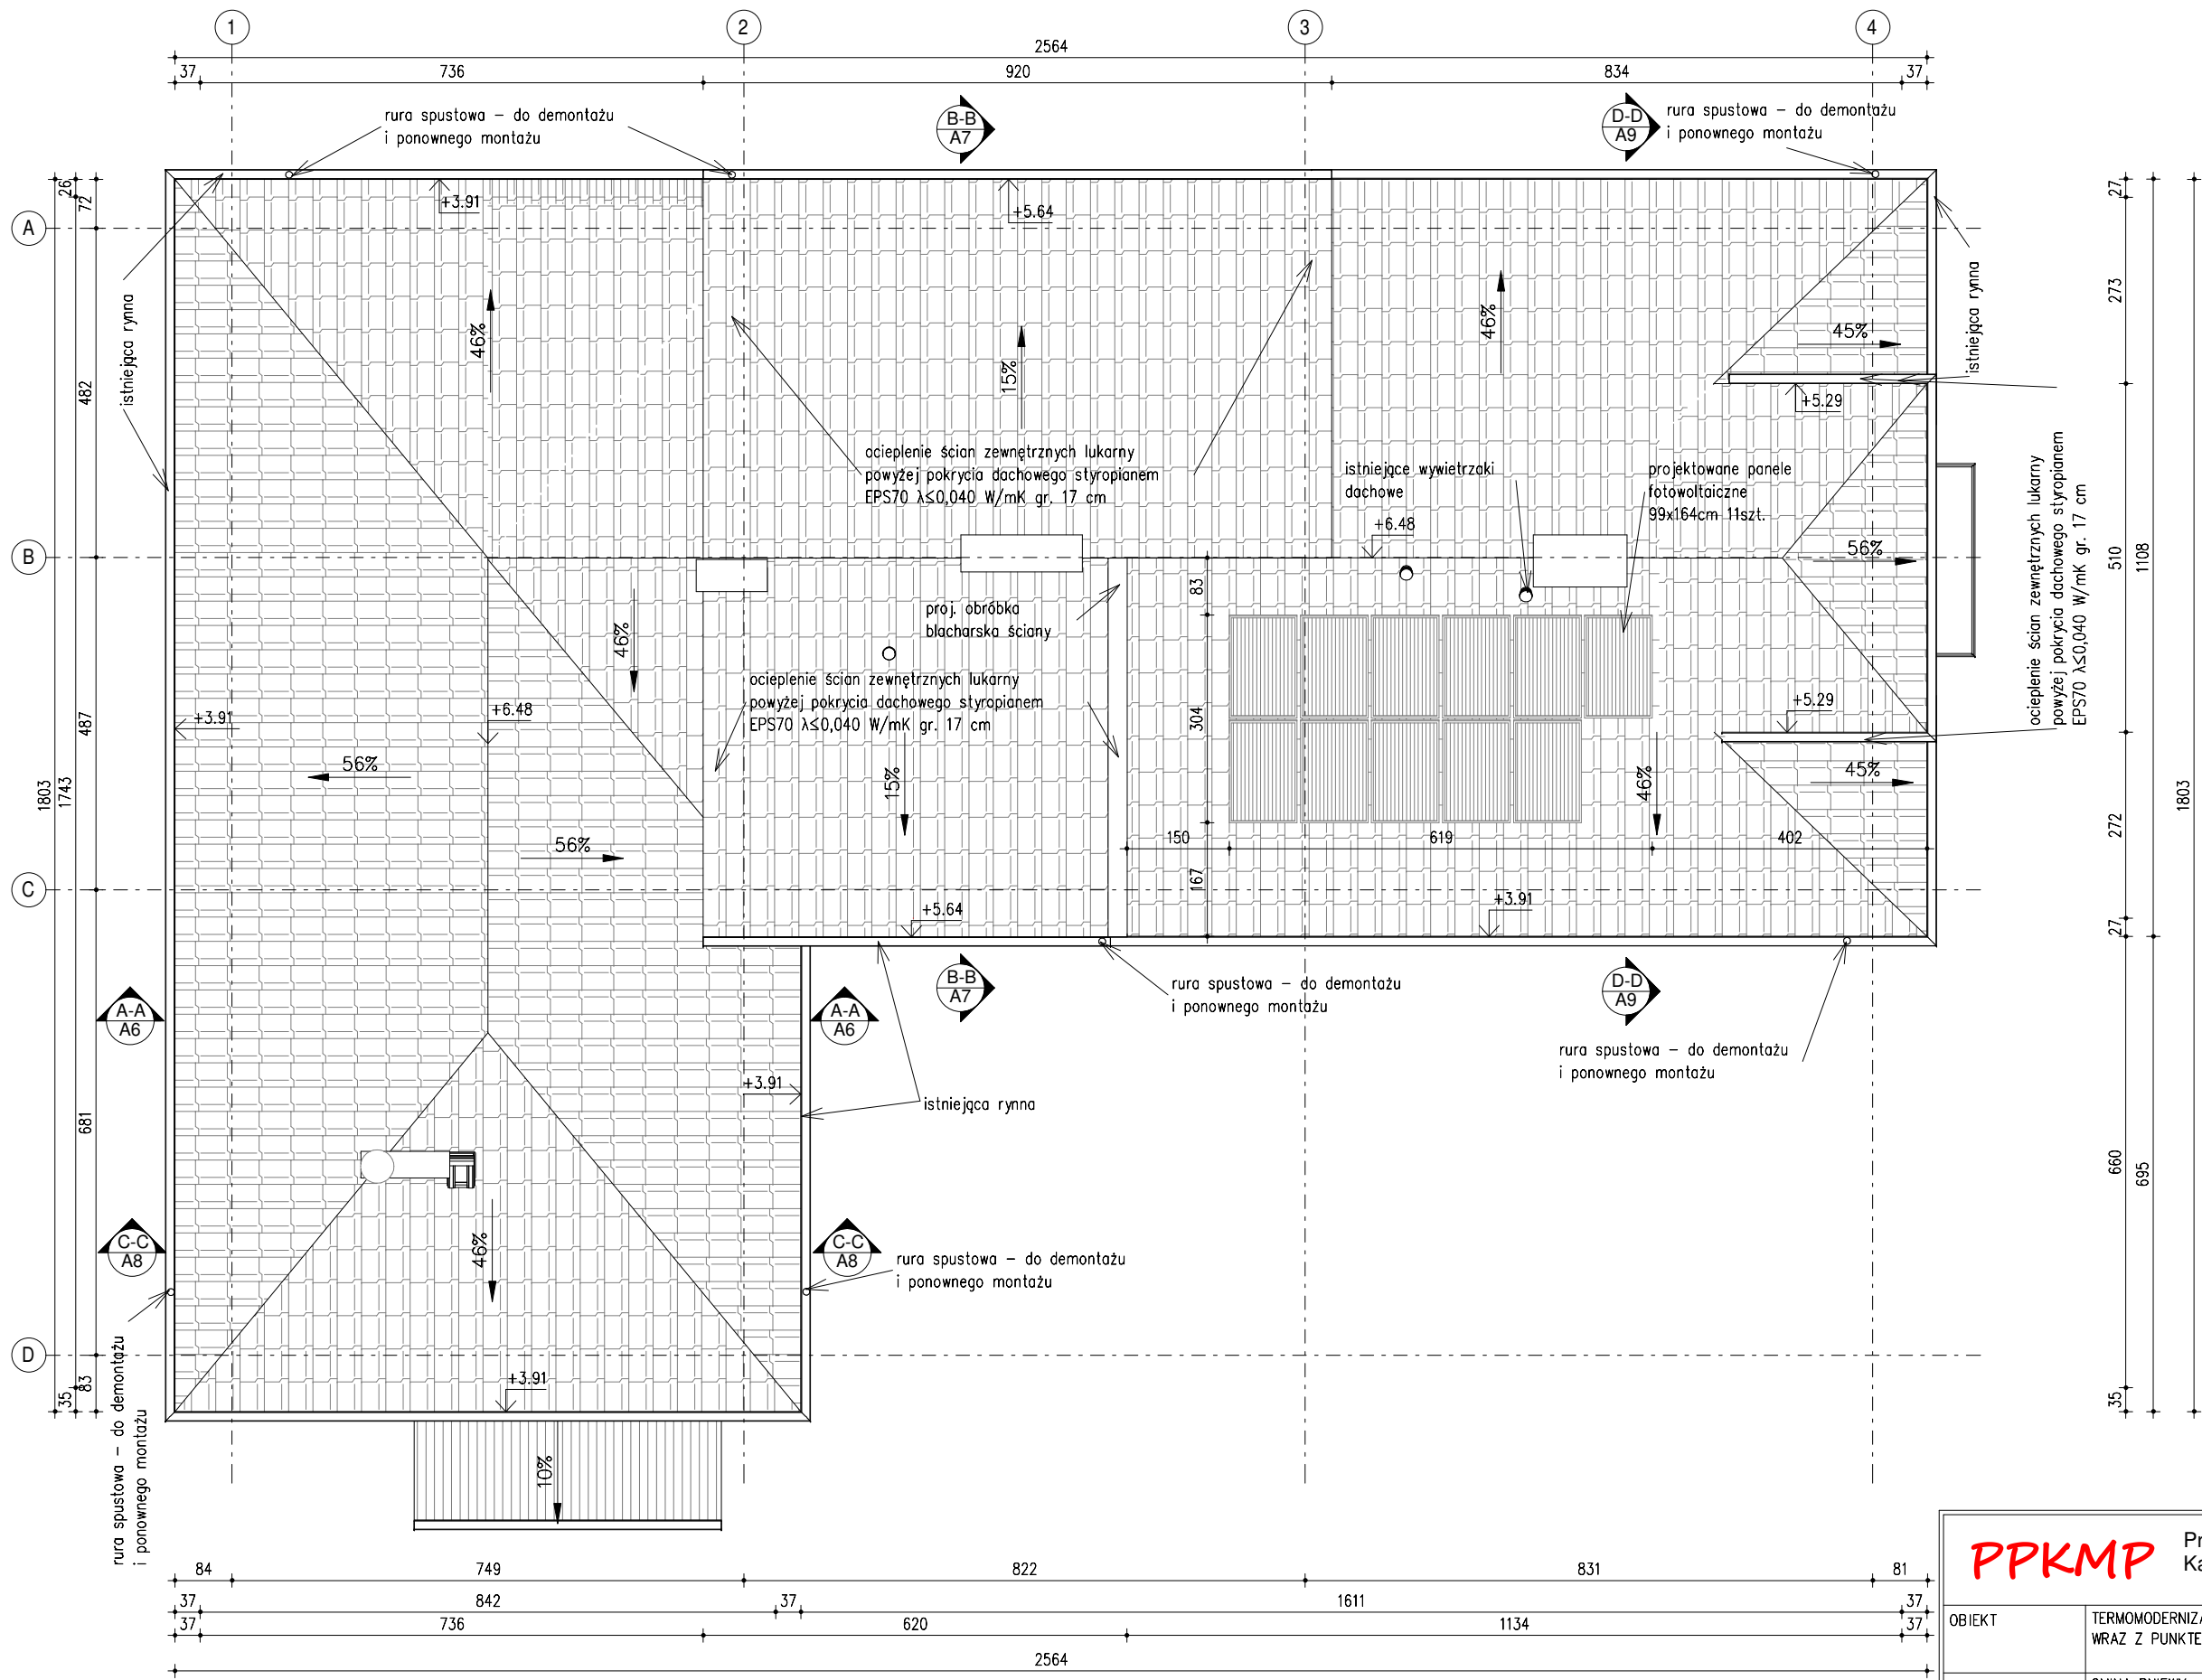 1
2
3
4
2564
37
736
920
834
37
rura spustowa – do demontażu
i ponownego montażu
B-B
A7
D-D
A9
rura spustowa – do demontażu
i ponownego montażu
26
72
27
A
+3.91
+5.64
istniejąca rynna
istniejąca rynna
273
46%
15%
46%
45%
482
+5.29
ocieplenie ścian zewnętrznych lukarny
powyżej pokrycia dachowego styropianem
EPS70 λ≤0,040 W/mK gr. 17 cm
istniejące wywietrzaki
dachowe
projektowane panele
fotowoltaiczne
99x164cm 11szt.
ocieplenie ścian zewnętrznych lukarny
powyżej pokrycia dachowego styropianem
EPS70 λ≤0,040 W/mK gr. 17 cm
+6.48
B
56%
510
1108
83
proj. obróbka
blacharska ściany
46%
ocieplenie ścian zewnętrznych lukarny
powyżej pokrycia dachowego styropianem
EPS70 λ≤0,040 W/mK gr. 17 cm
+3.91
+6.48
487
304
+5.29
56%
15%
46%
45%
1803
1743
1803
56%
150
619
402
272
167
C
+5.64
+3.91
27
A-A
A6
A-A
A6
B-B
A7
D-D
A9
rura spustowa – do demontażu
i ponownego montażu
rura spustowa – do demontażu
i ponownego montażu
+3.91
istniejąca rynna
681
660
695
C-C
A8
C-C
A8
46%
rura spustowa – do demontażu
i ponownego montażu
rura spustowa – do demontażu
i ponownego montażu
D
+3.91
35
83
35
10%
84
749
822
831
81
37
842
37
1611
37
37
736
620
1134
37
2564
PPKMP
OBIEKT